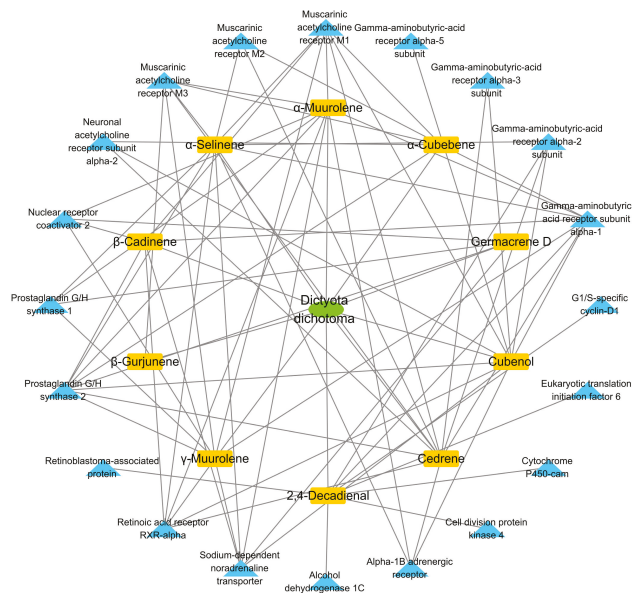 Muscarinic
acetylcholine
receptor M2
Muscarinic
acetylcholine
receptor M1
Gamma-aminobutyric-acid
receptor alpha-5
subunit
Muscarinic
acetylcholine
receptor M3
Gamma-aminobutyric-acid
receptor alpha-3
subunit
α-Muurolene
Neuronal
acetylcholine
receptor subunit
alpha-2
α-Selinene
α-Cubebene
Gamma-aminobutyric-acid
receptor alpha-2
subunit
Nuclear receptor
coactivator 2
β-Cadinene
Germacrene D
Gamma-aminobutyric
acid receptor subunit
alpha-1
Prostaglandin G/H
synthase 1
Dictyota
dichotoma
G1/S-specific
cyclin-D1
β-Gurjunene
Cubenol
Prostaglandin G/H
synthase 2
Eukaryotic translation
initiation factor 6
γ-Muurolene
Cedrene
Retinoblastoma-associated
protein
Cytochrome
P450-cam
2,4-Decadienal
Retinoic acid receptor
RXR-alpha
Cell division protein
kinase 4
Sodium-dependent
noradrenaline
transporter
Alcohol
dehydrogenase 1C
Alpha-1B adrenergic
receptor